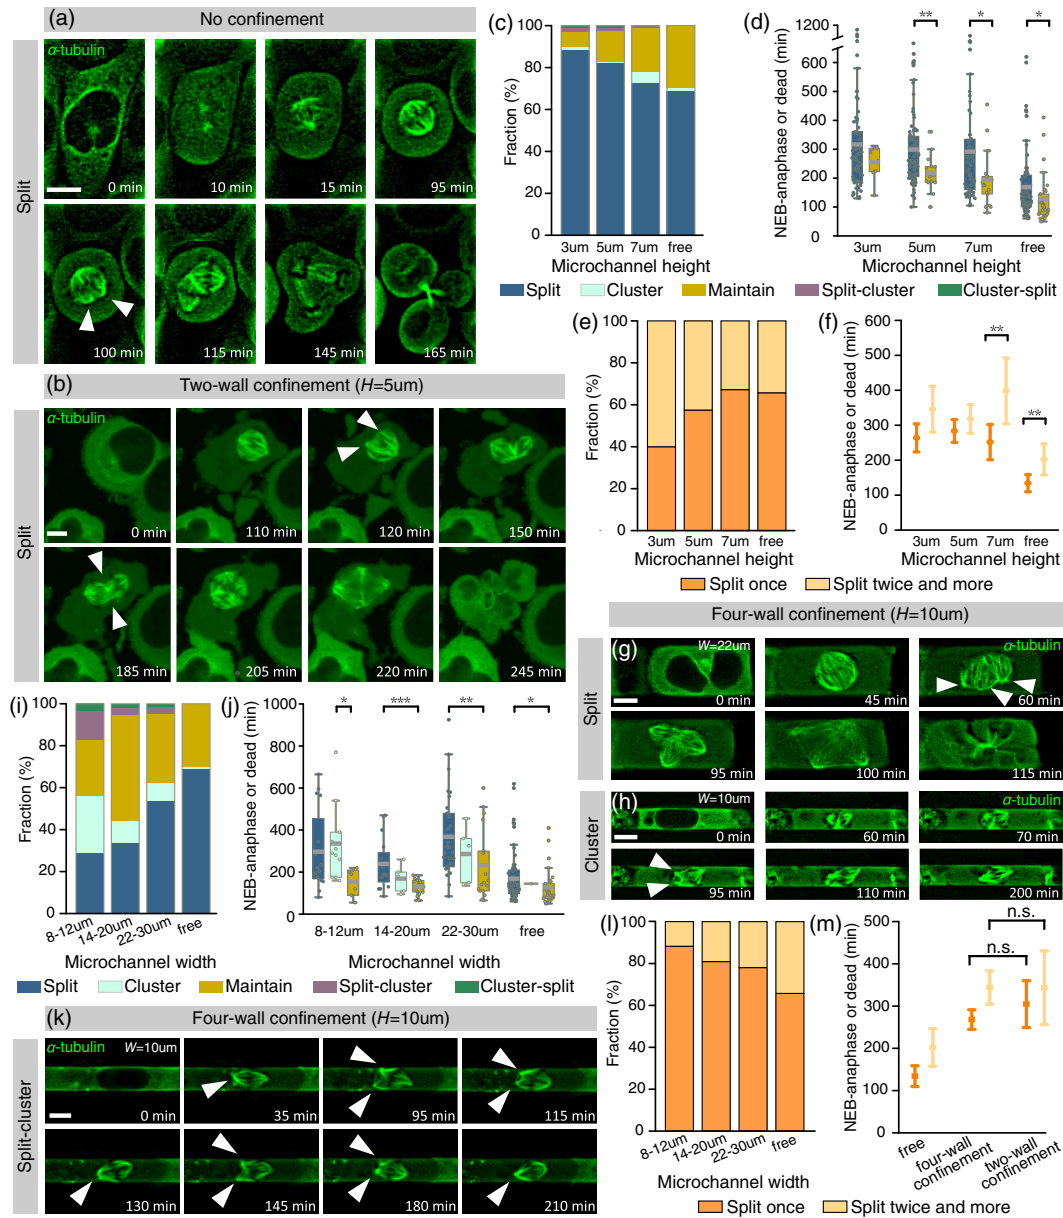 (a)
No confinement
Split
α-tubulin
0 min
10 min
15 min
95 min
100 min
115 min
145 min
165 min
(b)
Two-wall confinement (H=5um)
Split
α-tubulin
0 min
110 min
120 min
150 min
185 min
205 min
220 min
245 min
(c)
Fraction (%)
100
80
60
40
20
0
3um
5um
7um
free
Microchannel height
(d)
NEB-anaphase or dead (min)
1200
600
500
400
300
200
100
0
**
*
*
3um
5um
7um
free
Microchannel height
Split
Cluster
Maintain
Split-cluster
Cluster-split
(e)
Fraction (%)
100
80
60
40
20
0
3um
5um
7um
free
Microchannel height
(f)
NEB-anaphase or dead (min)
600
500
400
300
200
100
0
**
**
3um
5um
7um
free
Microchannel height
Split once
Split twice and more
Four-wall confinement (H=10um)
(g)
Split
W=22um
α-tubulin
0 min
45 min
60 min
95 min
100 min
115 min
(h)
Cluster
W=10um
α-tubulin
0 min
60 min
70 min
95 min
110 min
200 min
(i)
Fraction (%)
100
80
60
40
20
0
8-12um
14-20um
22-30um
free
Microchannel width
(j)
NEB-anaphase or dead (min)
1000
800
600
400
200
0
*
***
**
*
8-12um
14-20um
22-30um
free
Microchannel width
Split
Cluster
Maintain
Split-cluster
Cluster-split
(k)
Four-wall confinement (H=10um)
Split-cluster
α-tubulin
W=10um
0 min
35 min
95 min
115 min
130 min
145 min
180 min
210 min
(l)
Fraction (%)
100
80
60
40
20
0
8-12um
14-20um
22-30um
free
Microchannel width
Split once
Split twice and more
(m)
NEB-anaphase or dead (min)
500
400
300
200
100
0
n.s.
n.s.
free
four-wall
confinement
two-wall
confinement